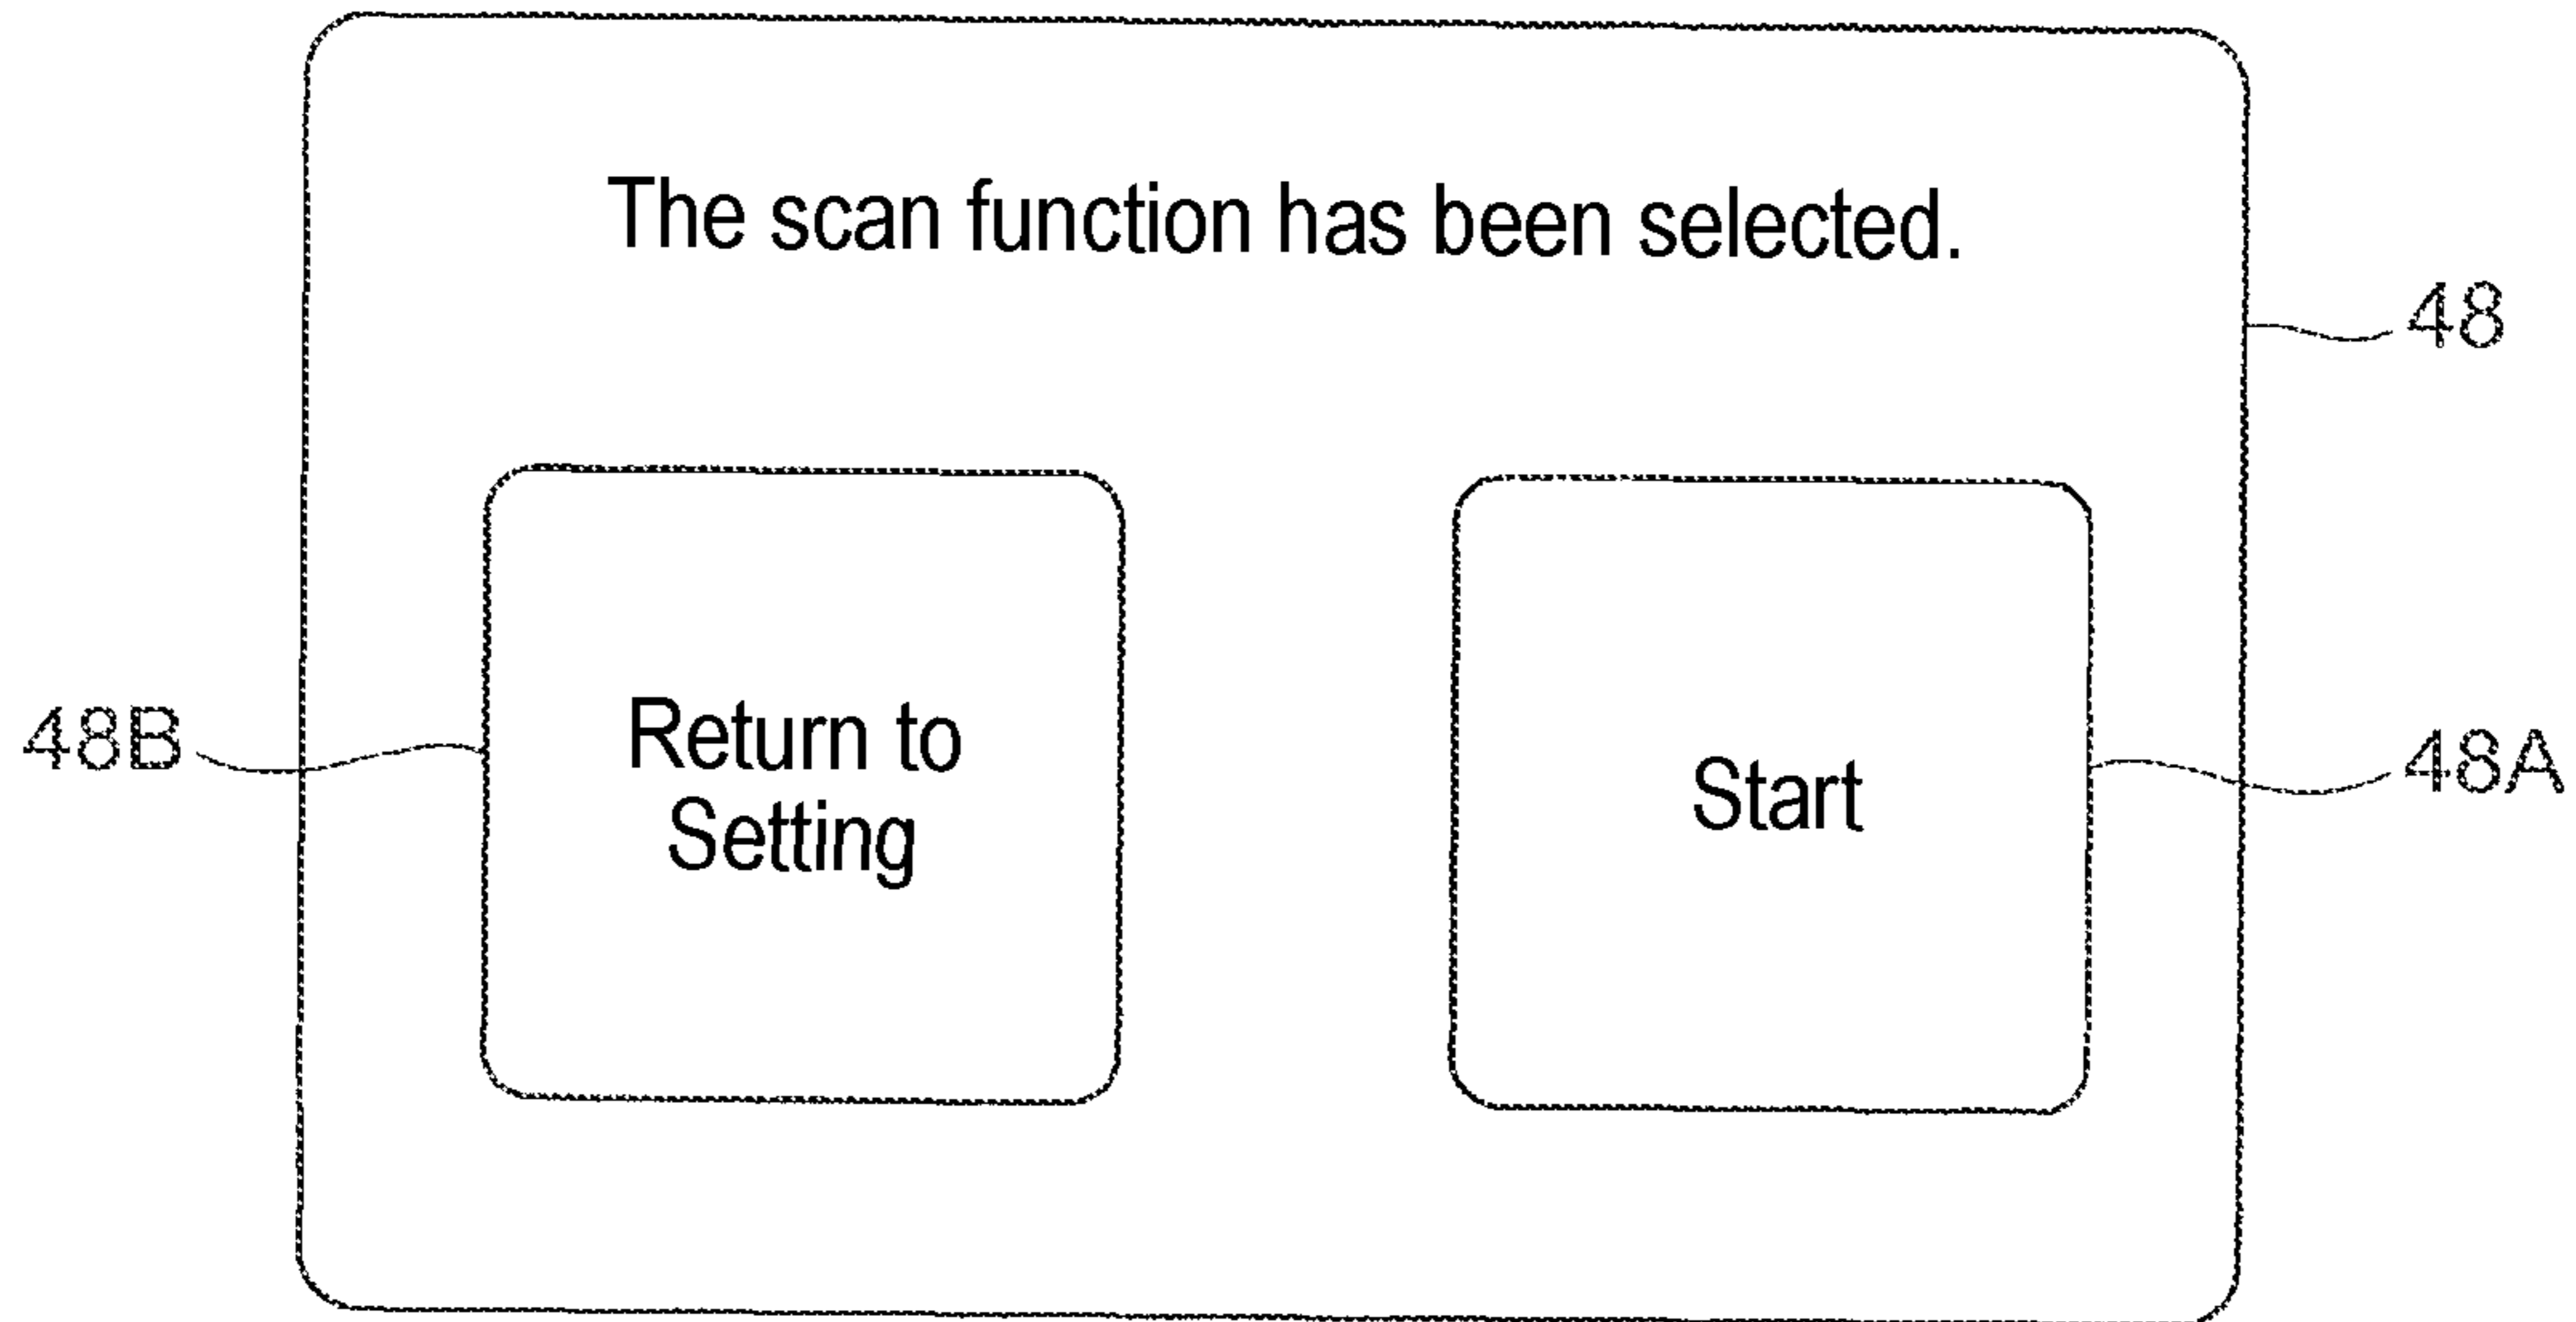 The scan function has been selected.
48
Return to
Setting
Start
48B
48A